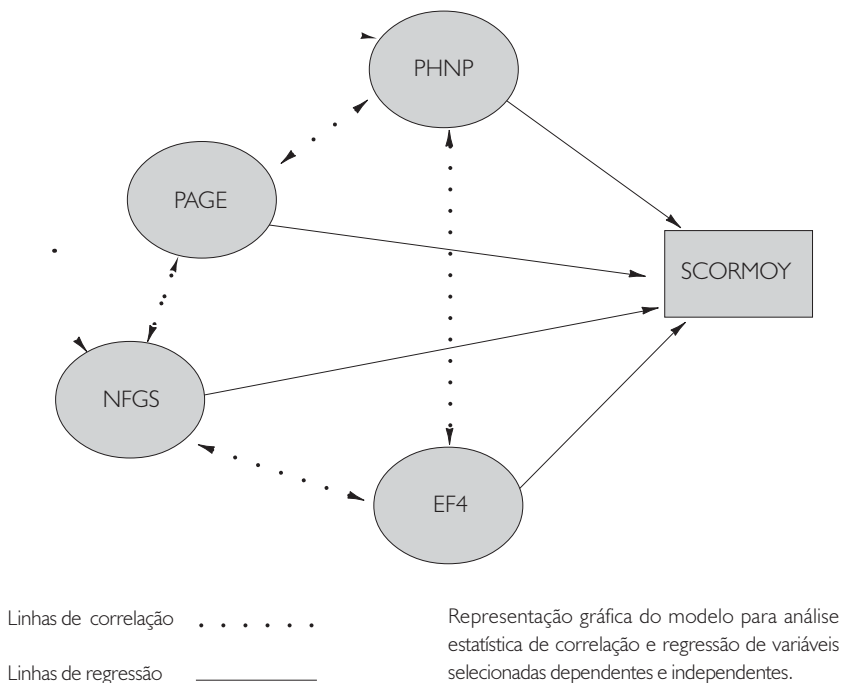 PHNP
PAGE
SCORMOY
NFGS
EF4
Linhas de correlação
Linhas de regressão
Representação gráfica do modelo para análise
estatística de correlação e regressão de variáveis
selecionadas dependentes e independentes.